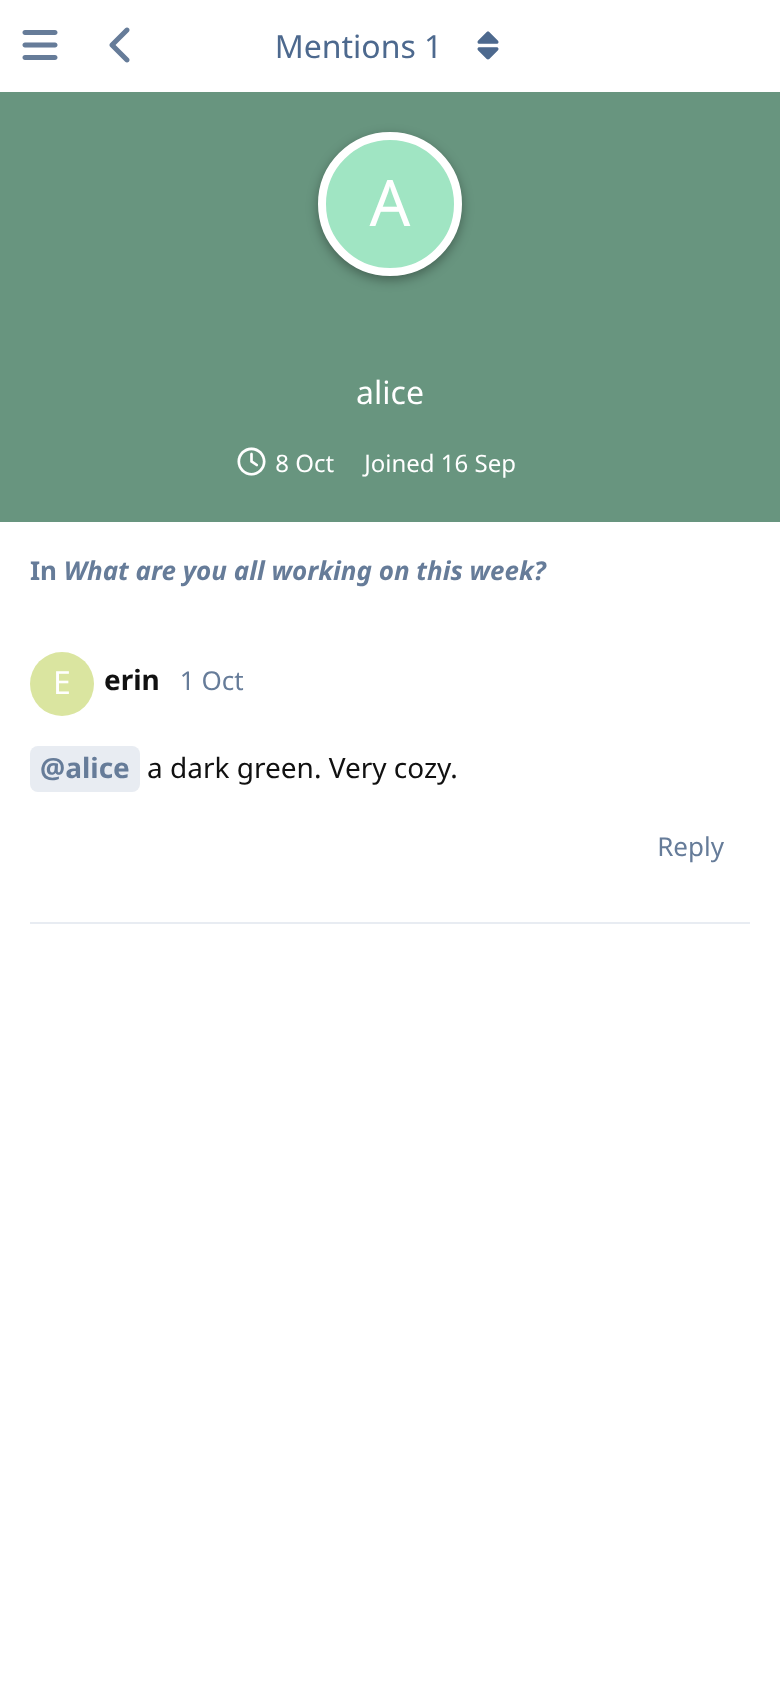 Mentions 1
A
alice
8 Oct Joined 16 Sep
In What are you all working on this week?
E erin 1 Oct
@alice a dark green. Very cozy.
Reply